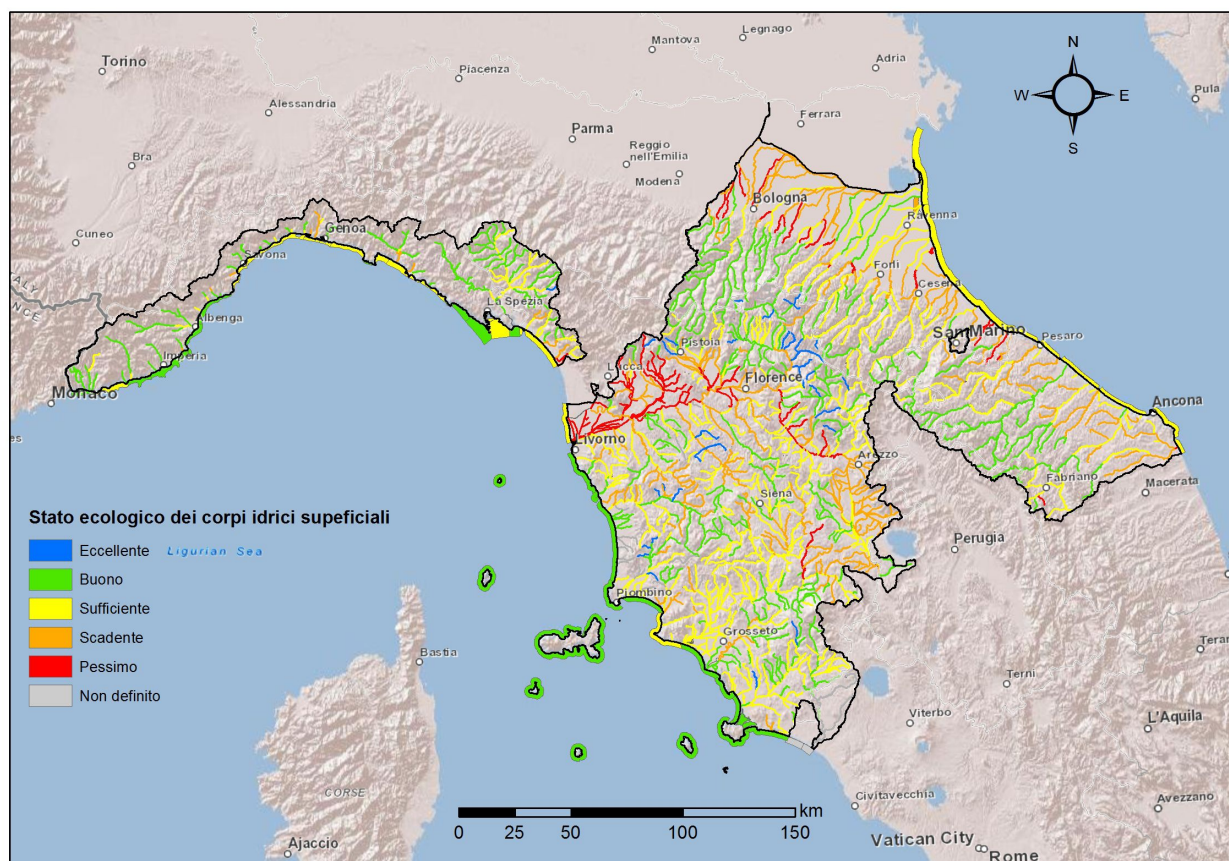 Legnago
Mantova
Adria
Torino
Piacenza
Pula
Alessandria
Ferrara
Parma
Bra
Reggio
nell'Emilia
Modena
N
W
E
S
Bologna
Ravenna
Cuneo
Genoa
Savona
Forlì
Cesena
ITALY
La Spezia
Albenga
San Marino
Pesaro
Pistoia
Imperia
Lucca
Florence
Monaco
Ancona
Livorno
Arezzo
Fabriano
Macerata
Siena
Stato ecologico dei corpi idrici supeficiali
Eccellente
Ligurian Sea
Buono
Sufficiente
Scadente
Pessimo
Non definito
Perugia
Piombino
Grosseto
Bastia
Terni
Viterbo
L'Aquila
CORSE
Civitavecchia
Avezzano
km
0 25 50 100 150
Ajaccio
Vatican City
Rome